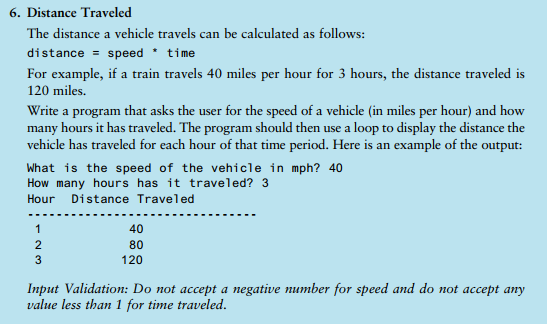 6. Distance Traveled
The distance a vehicle travels can be calculated as follows:
distance = speed * time
For example, if a train travels 40 miles per hour for 3 hours, the distance traveled is
120 miles.
Write a program that asks the user for the speed of a vehicle (in miles per hour) and how
many hours it has traveled. The program should then use a loop to display the distance the
vehicle has traveled for each hour of that time period. Here is an example of the output:
What is the speed of the vehicle in mph? 40
How many hours has it traveled? 3
Hour  Distance Traveled
--------------------------------
1 40
2 80
3 120
Input Validation: Do not accept a negative number for speed and do not accept any
value less than 1 for time traveled.